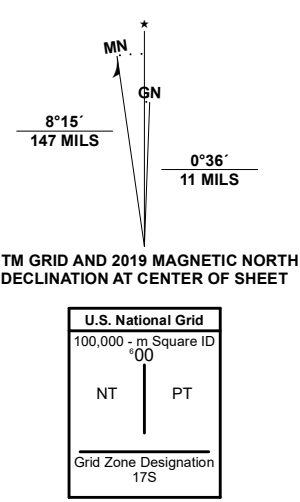 ★
MN
GN
8°15´
147 MILS
0°36´
11 MILS
TM GRID AND 2019 MAGNETIC NORTH
DECLINATION AT CENTER OF SHEET
U.S. National Grid
100,000 - m Square ID
⁶00
NT PT
Grid Zone Designation
17S